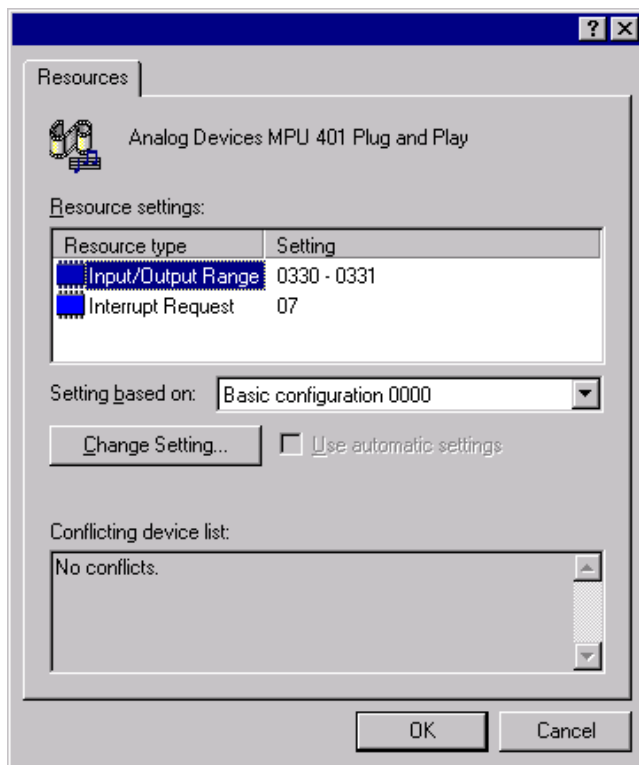 Resources
Analog Devices MPU 401 Plug and Play
Resource settings:
Resource type Setting
Input/Output Range 0330 - 0331
Interrupt Request 07
Setting based on: Basic configuration 0000
Change Setting... Use automatic settings
Conflicting device list:
No conflicts.
OK Cancel